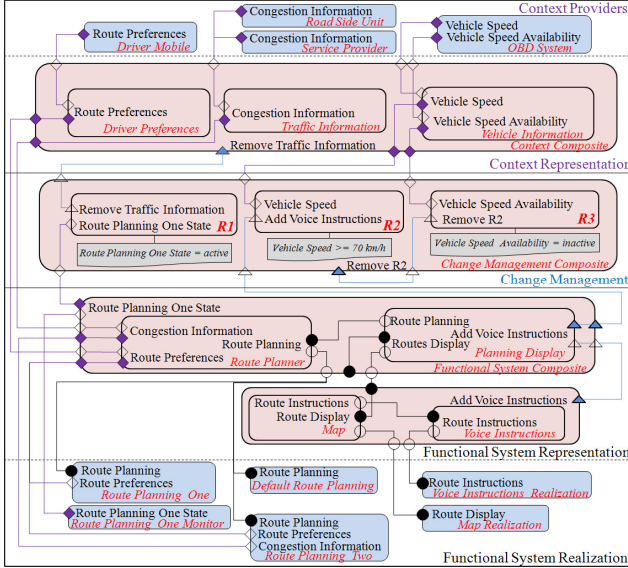 Context Providers
Route Preferences
Driver Mobile
Congestion Information
Road Side Unit
Congestion Information
Service Provider
Vehicle Speed
Vehicle Speed Availability
OBD System
Route Preferences
Driver Preferences
Congestion Information
Traffic Information
Vehicle Speed
Vehicle Speed Availability
Vehicle Information
Context Composite
Remove Traffic Information
Context Representation
Remove Traffic Information
Route Planning One State
R1
Route Planning One State = active
Vehicle Speed
Add Voice Instructions
R2
Vehicle Speed >= 70 km/h
Remove R2
Vehicle Speed Availability
Remove R2
R3
Vehicle Speed Availability = inactive
Change Management Composite
Change Management
Route Planning One State
Congestion Information
Route Planning
Route Preferences
Route Planner
Route Planning
Add Voice Instructions
Routes Display
Planning Display
Functional System Composite
Route Instructions
Route Display
Map
Add Voice Instructions
Route Instructions
Voice Instructions
Functional System Representation
Route Planning
Route Preferences
Route Planning One
Route Planning
Default Route Planning
Route Instructions
Voice Instructions Realization
Route Planning One State
Route Planning One Monitor
Route Planning
Route Preferences
Congestion Information
Route Planning Two
Route Display
Map Realization
Functional System Realization